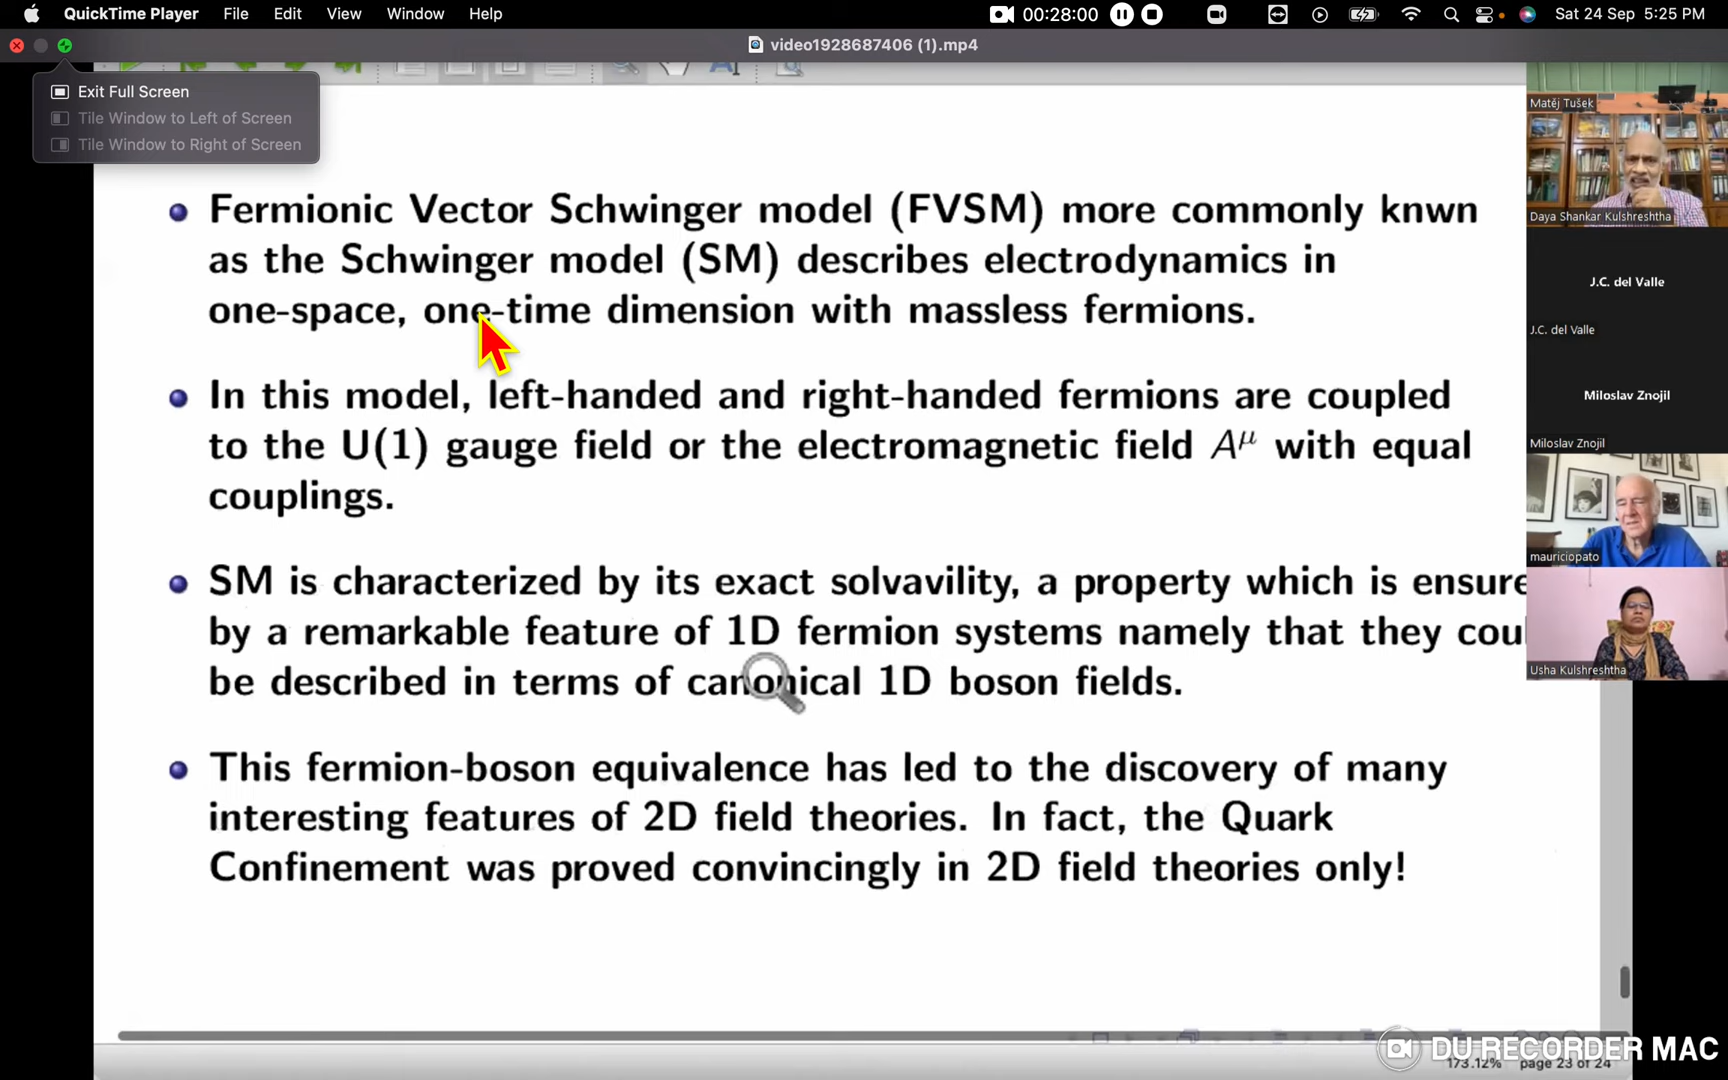 QuickTime Player File Edit View Window Help 00:28:00 Sat 24 Sep 5:25 PM
video1928687406 (1).mp4
Exit Full Screen
Tile Window to Left of Screen
Tile Window to Right of Screen
Fermionic Vector Schwinger model (FVSM) more commonly knwn
as the Schwinger model (SM) describes electrodynamics in
one-space, one-time dimension with massless fermions.
In this model, left-handed and right-handed fermions are coupled
to the U(1) gauge field or the electromagnetic field A^μ with equal
couplings.
SM is characterized by its exact solvavility, a property which is ensure
by a remarkable feature of 1D fermion systems namely that they cou
be described in terms of canonical 1D boson fields.
This fermion-boson equivalence has led to the discovery of many
interesting features of 2D field theories. In fact, the Quark
Confinement was proved convincingly in 2D field theories only!
Matěj Tušek
Daya Shankar Kulshreshtha
J.C. del Valle
J.C. del Valle
Miloslav Znojil
Miloslav Znojil
mauriciopato
Usha Kulshreshtha
DU RECORDER MAC
173.12% page 23 of 24